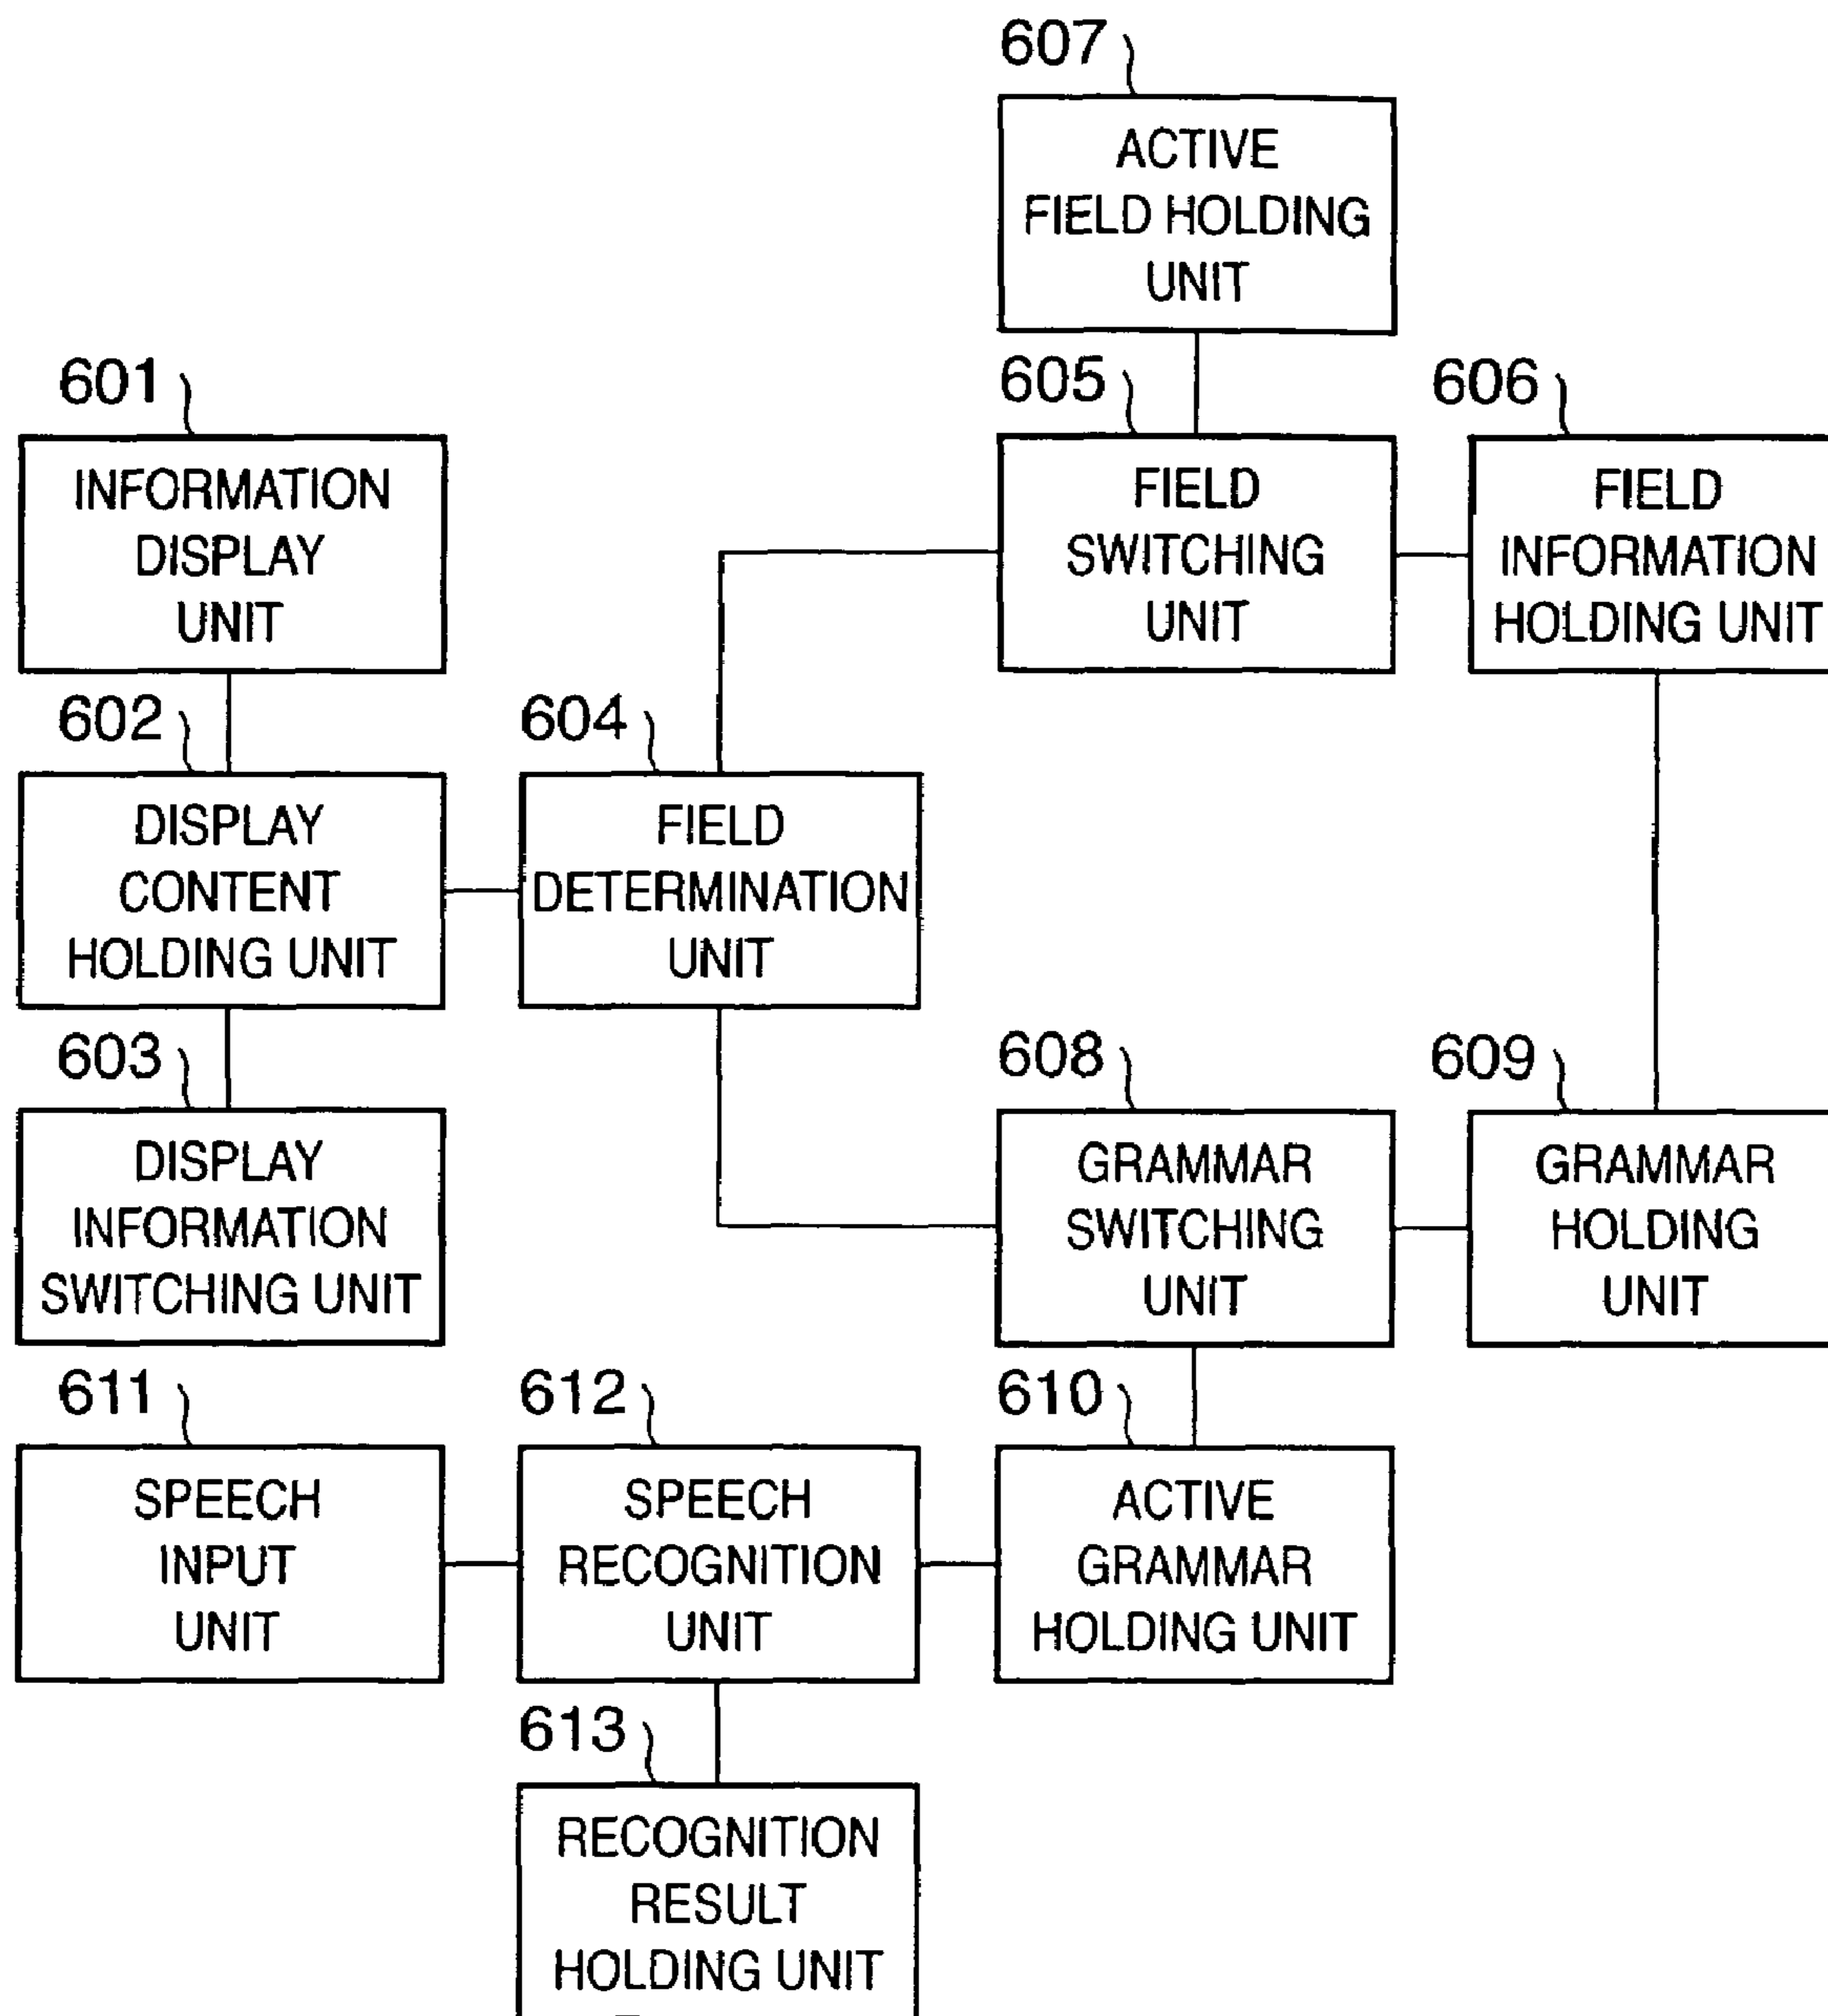 607
ACTIVE
FIELD HOLDING
UNIT
601
INFORMATION
DISPLAY
UNIT
605
FIELD
SWITCHING
UNIT
606
FIELD
INFORMATION
HOLDING UNIT
602
DISPLAY
CONTENT
HOLDING UNIT
604
FIELD
DETERMINATION
UNIT
603
DISPLAY
INFORMATION
SWITCHING UNIT
608
GRAMMAR
SWITCHING
UNIT
609
GRAMMAR
HOLDING
UNIT
611
SPEECH
INPUT
UNIT
612
SPEECH
RECOGNITION
UNIT
610
ACTIVE
GRAMMAR
HOLDING UNIT
613
RECOGNITION
RESULT
HOLDING UNIT